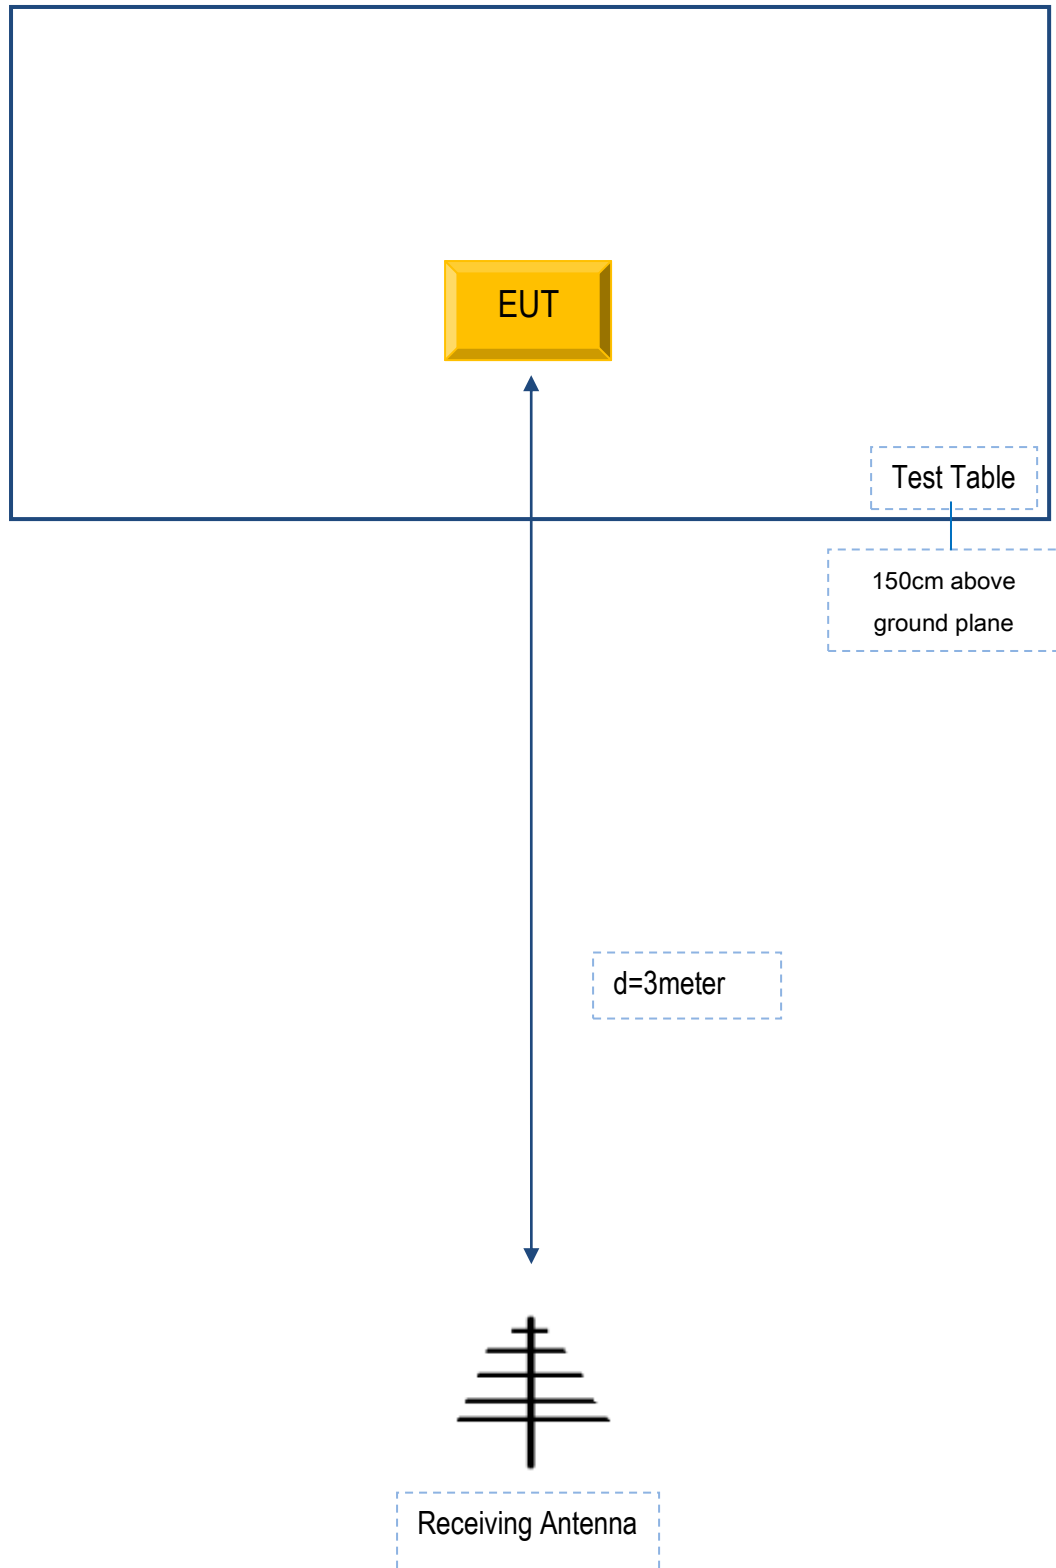 EUT
Test Table
150cm above
ground plane
d=3meter
Receiving Antenna